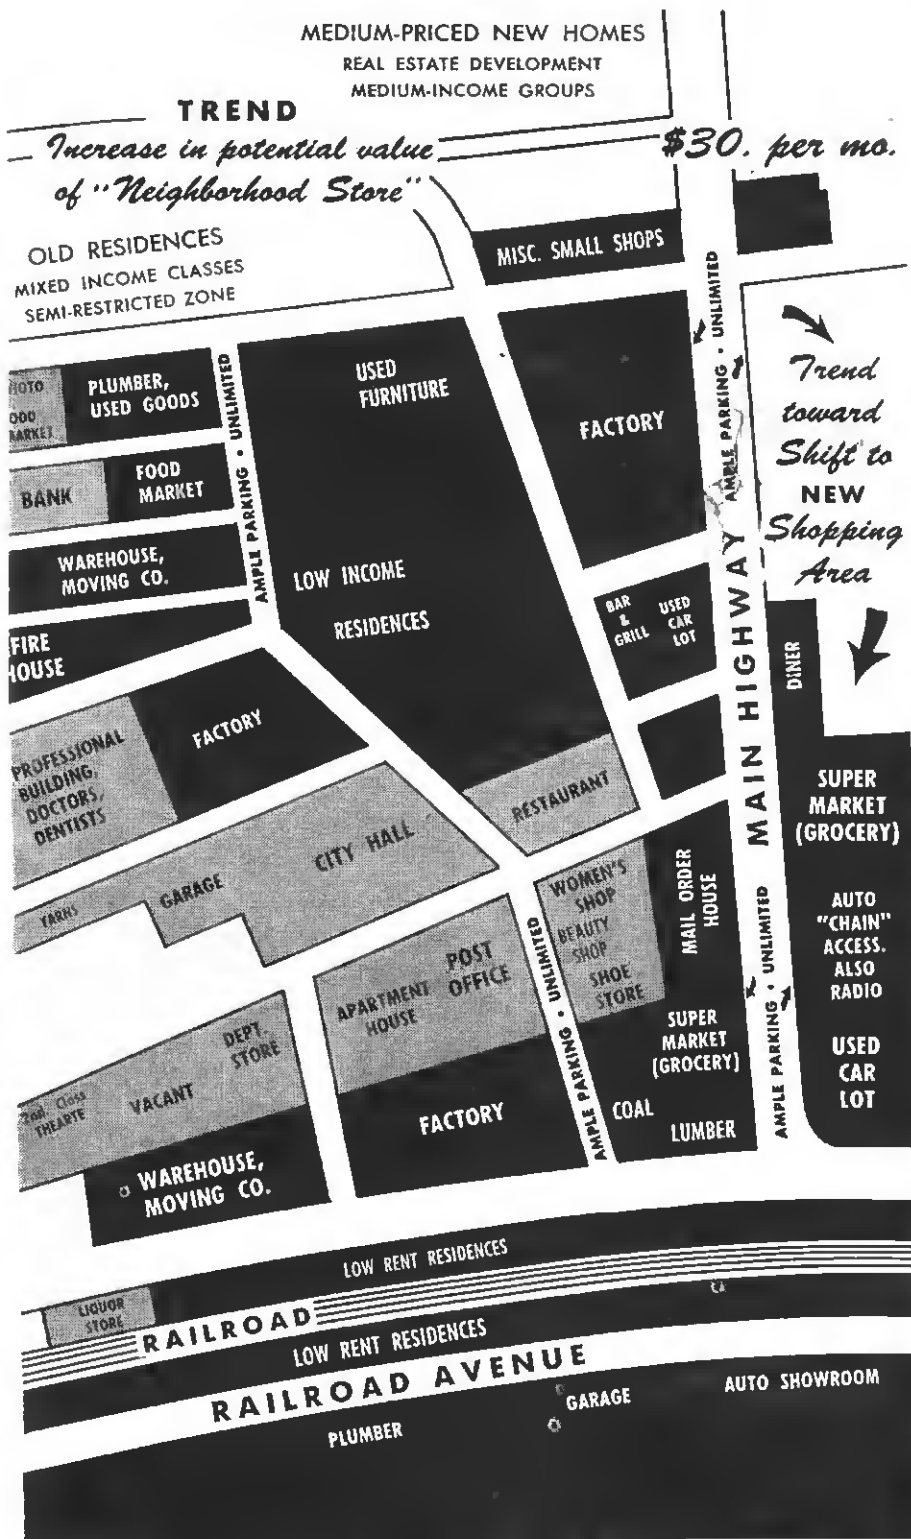 MEDIUM-PRICED NEW HOMES
REAL ESTATE DEVELOPMENT
MEDIUM-INCOME GROUPS
TREND
Increase in potential value
of "Neighborhood Store"
$30. per mo.
OLD RESIDENCES
MIXED INCOME CLASSES
SEMI-RESTRICTED ZONE
MISC. SMALL SHOPS
HOTO
OOD
MARKET
PLUMBER,
USED GOODS
AMPLE PARKING • UNLIMITED
USED
FURNITURE
FACTORY
AMPLE PARKING • UNLIMITED
Trend
toward
Shift to
NEW
Shopping
Area
BANK
FOOD
MARKET
WAREHOUSE,
MOVING CO.
LOW INCOME
RESIDENCES
FIRE
HOUSE
BAR
&
GRILL
USED
CAR
LOT
MAIN HIGHWAY
DINER
PROFESSIONAL
BUILDING,
DOCTORS,
DENTISTS
FACTORY
RESTAURANT
SUPER
MARKET
(GROCERY)
CITY HALL
GARAGE
YARNS
WOMEN'S
SHOP
BEAUTY
SHOP
SHOE
STORE
MAIL ORDER
HOUSE
AUTO
"CHAIN"
ACCESS.
ALSO
RADIO
AMPLE PARKING • UNLIMITED
AMPLE PARKING • UNLIMITED
POST
OFFICE
APARTMENT
HOUSE
DEPT.
STORE
VACANT
2nd. Class
THEARTE
SUPER
MARKET
(GROCERY)
USED
CAR
LOT
FACTORY
COAL
LUMBER
WAREHOUSE,
MOVING CO.
LOW RENT RESIDENCES
LIQUOR
STORE
RAILROAD
LOW RENT RESIDENCES
RAILROAD AVENUE
PLUMBER
GARAGE
AUTO SHOWROOM